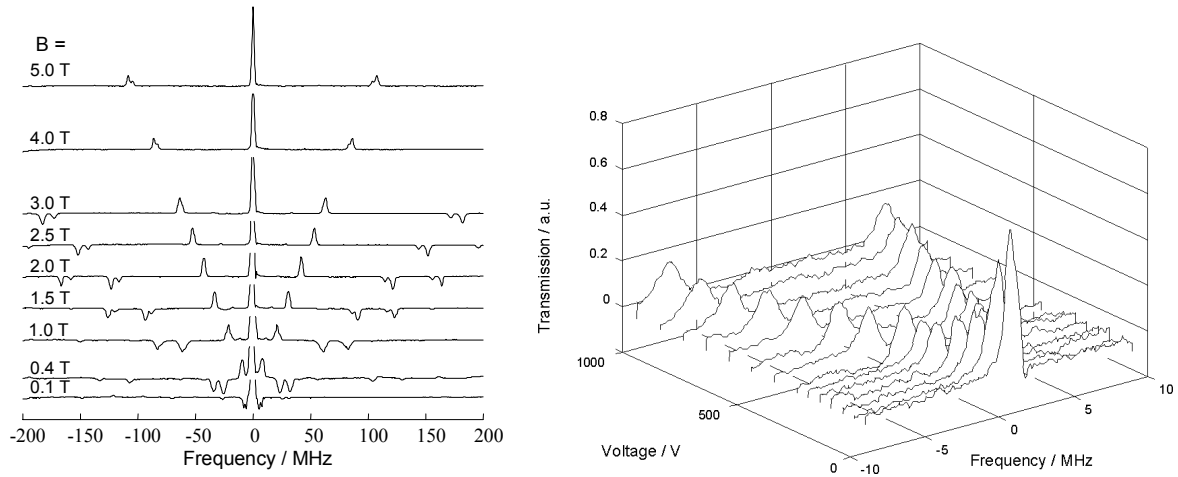 B =
5.0 T
4.0 T
3.0 T
2.5 T
2.0 T
1.5 T
1.0 T
0.4 T
0.1 T
-200 -150 -100 -50 0 50 100 150 200
Frequency / MHz
0.8
0.6
0.4
0.2
0
Transmission / a.u.
1000
500
0
Voltage / V
-10
-5
0
5
10
Frequency / MHz